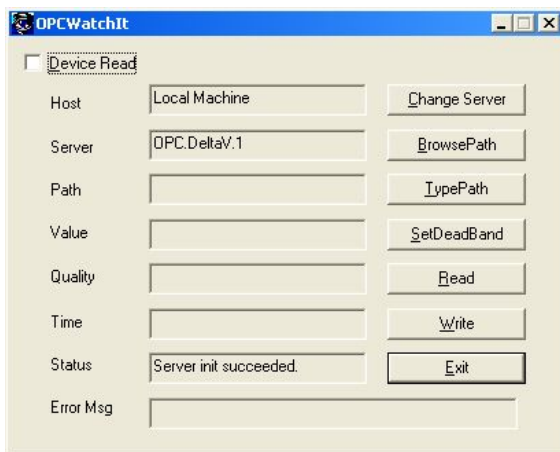 OPCWatchIt
Device Read
Host Local Machine Change Server
Server OPC.DeltaV.1 BrowsePath
Path TypePath
Value SetDeadBand
Quality Read
Time Write
Status Server init succeeded. Exit
Error Msg